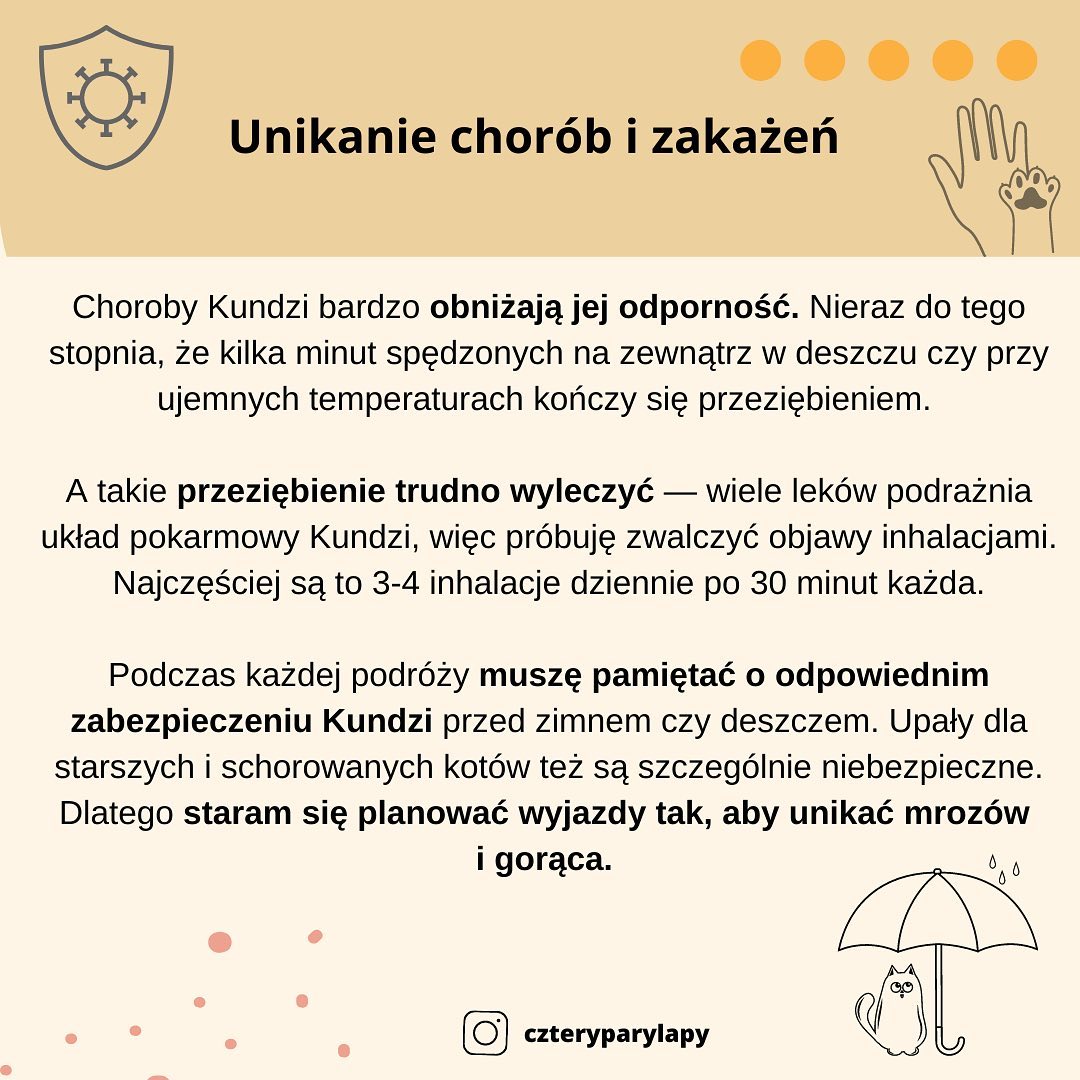 Unikanie chorób i zakażeń
Choroby Kundzi bardzo obniżają jej odporność. Nieraz do tego
stopnia, że kilka minut spędzonych na zewnątrz w deszczu czy przy
ujemnych temperaturach kończy się przeziębieniem.
A takie przeziębienie trudno wyleczyć — wiele leków podrażnia
układ pokarmowy Kundzi, więc próbuję zwalczyć objawy inhalacjami.
Najczęściej są to 3-4 inhalacje dziennie po 30 minut każda.
Podczas każdej podróży muszę pamiętać o odpowiednim
zabezpieczeniu Kundzi przed zimnem czy deszczem. Upały dla
starszych i schorowanych kotów też są szczególnie niebezpieczne.
Dlatego staram się planować wyjazdy tak, aby unikać mrozów
i gorąca.
czteryparylapy